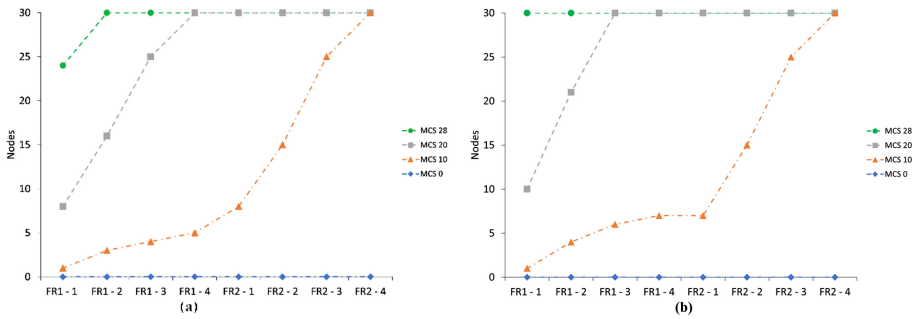 30
25
20
15
10
5
0
Nodes
MCS 28
MCS 20
MCS 10
MCS 0
FR1 - 1 FR1 - 2 FR1 - 3 FR1 - 4 FR2 - 1 FR2 - 2 FR2 - 3 FR2 - 4
(a)
30
25
20
15
10
5
0
Nodes
MCS 28
MCS 20
MCS 10
MCS 0
FR1 - 1 FR1 - 2 FR1 - 3 FR1 - 4 FR2 - 1 FR2 - 2 FR2 - 3 FR2 - 4
(b)